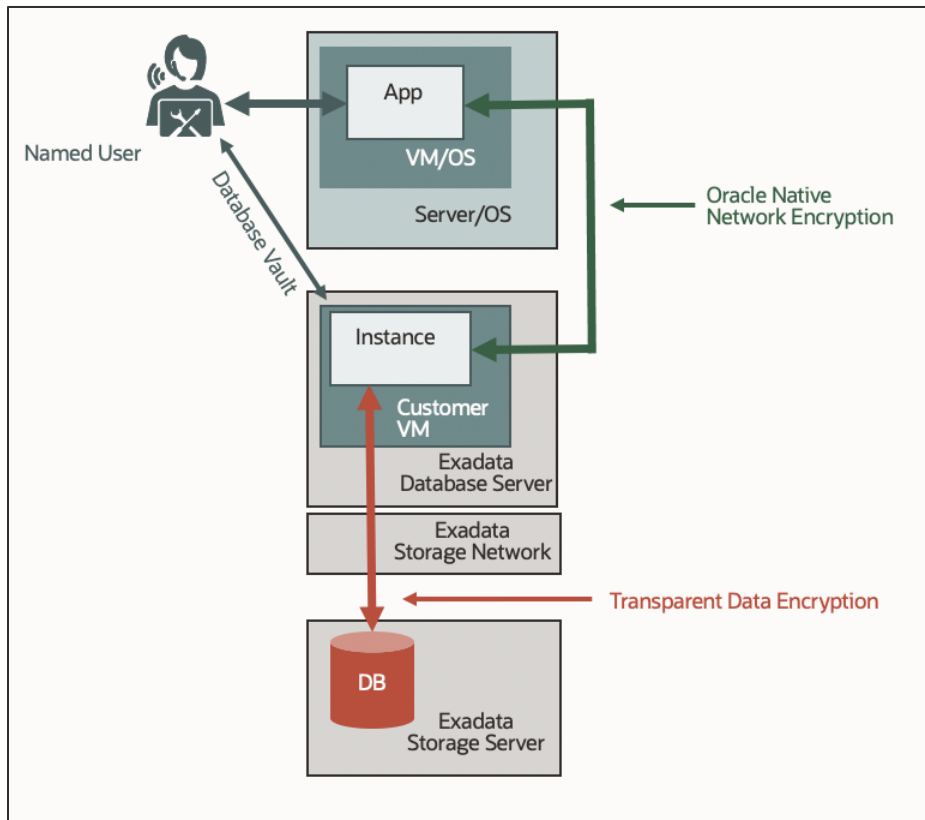 App
VM/OS
Server/OS
Named User
Database Vault
Oracle Native
Network Encryption
Instance
Customer
VM
Exadata
Database Server
Exadata
Storage Network
Transparent Data Encryption
DB
Exadata
Storage Server